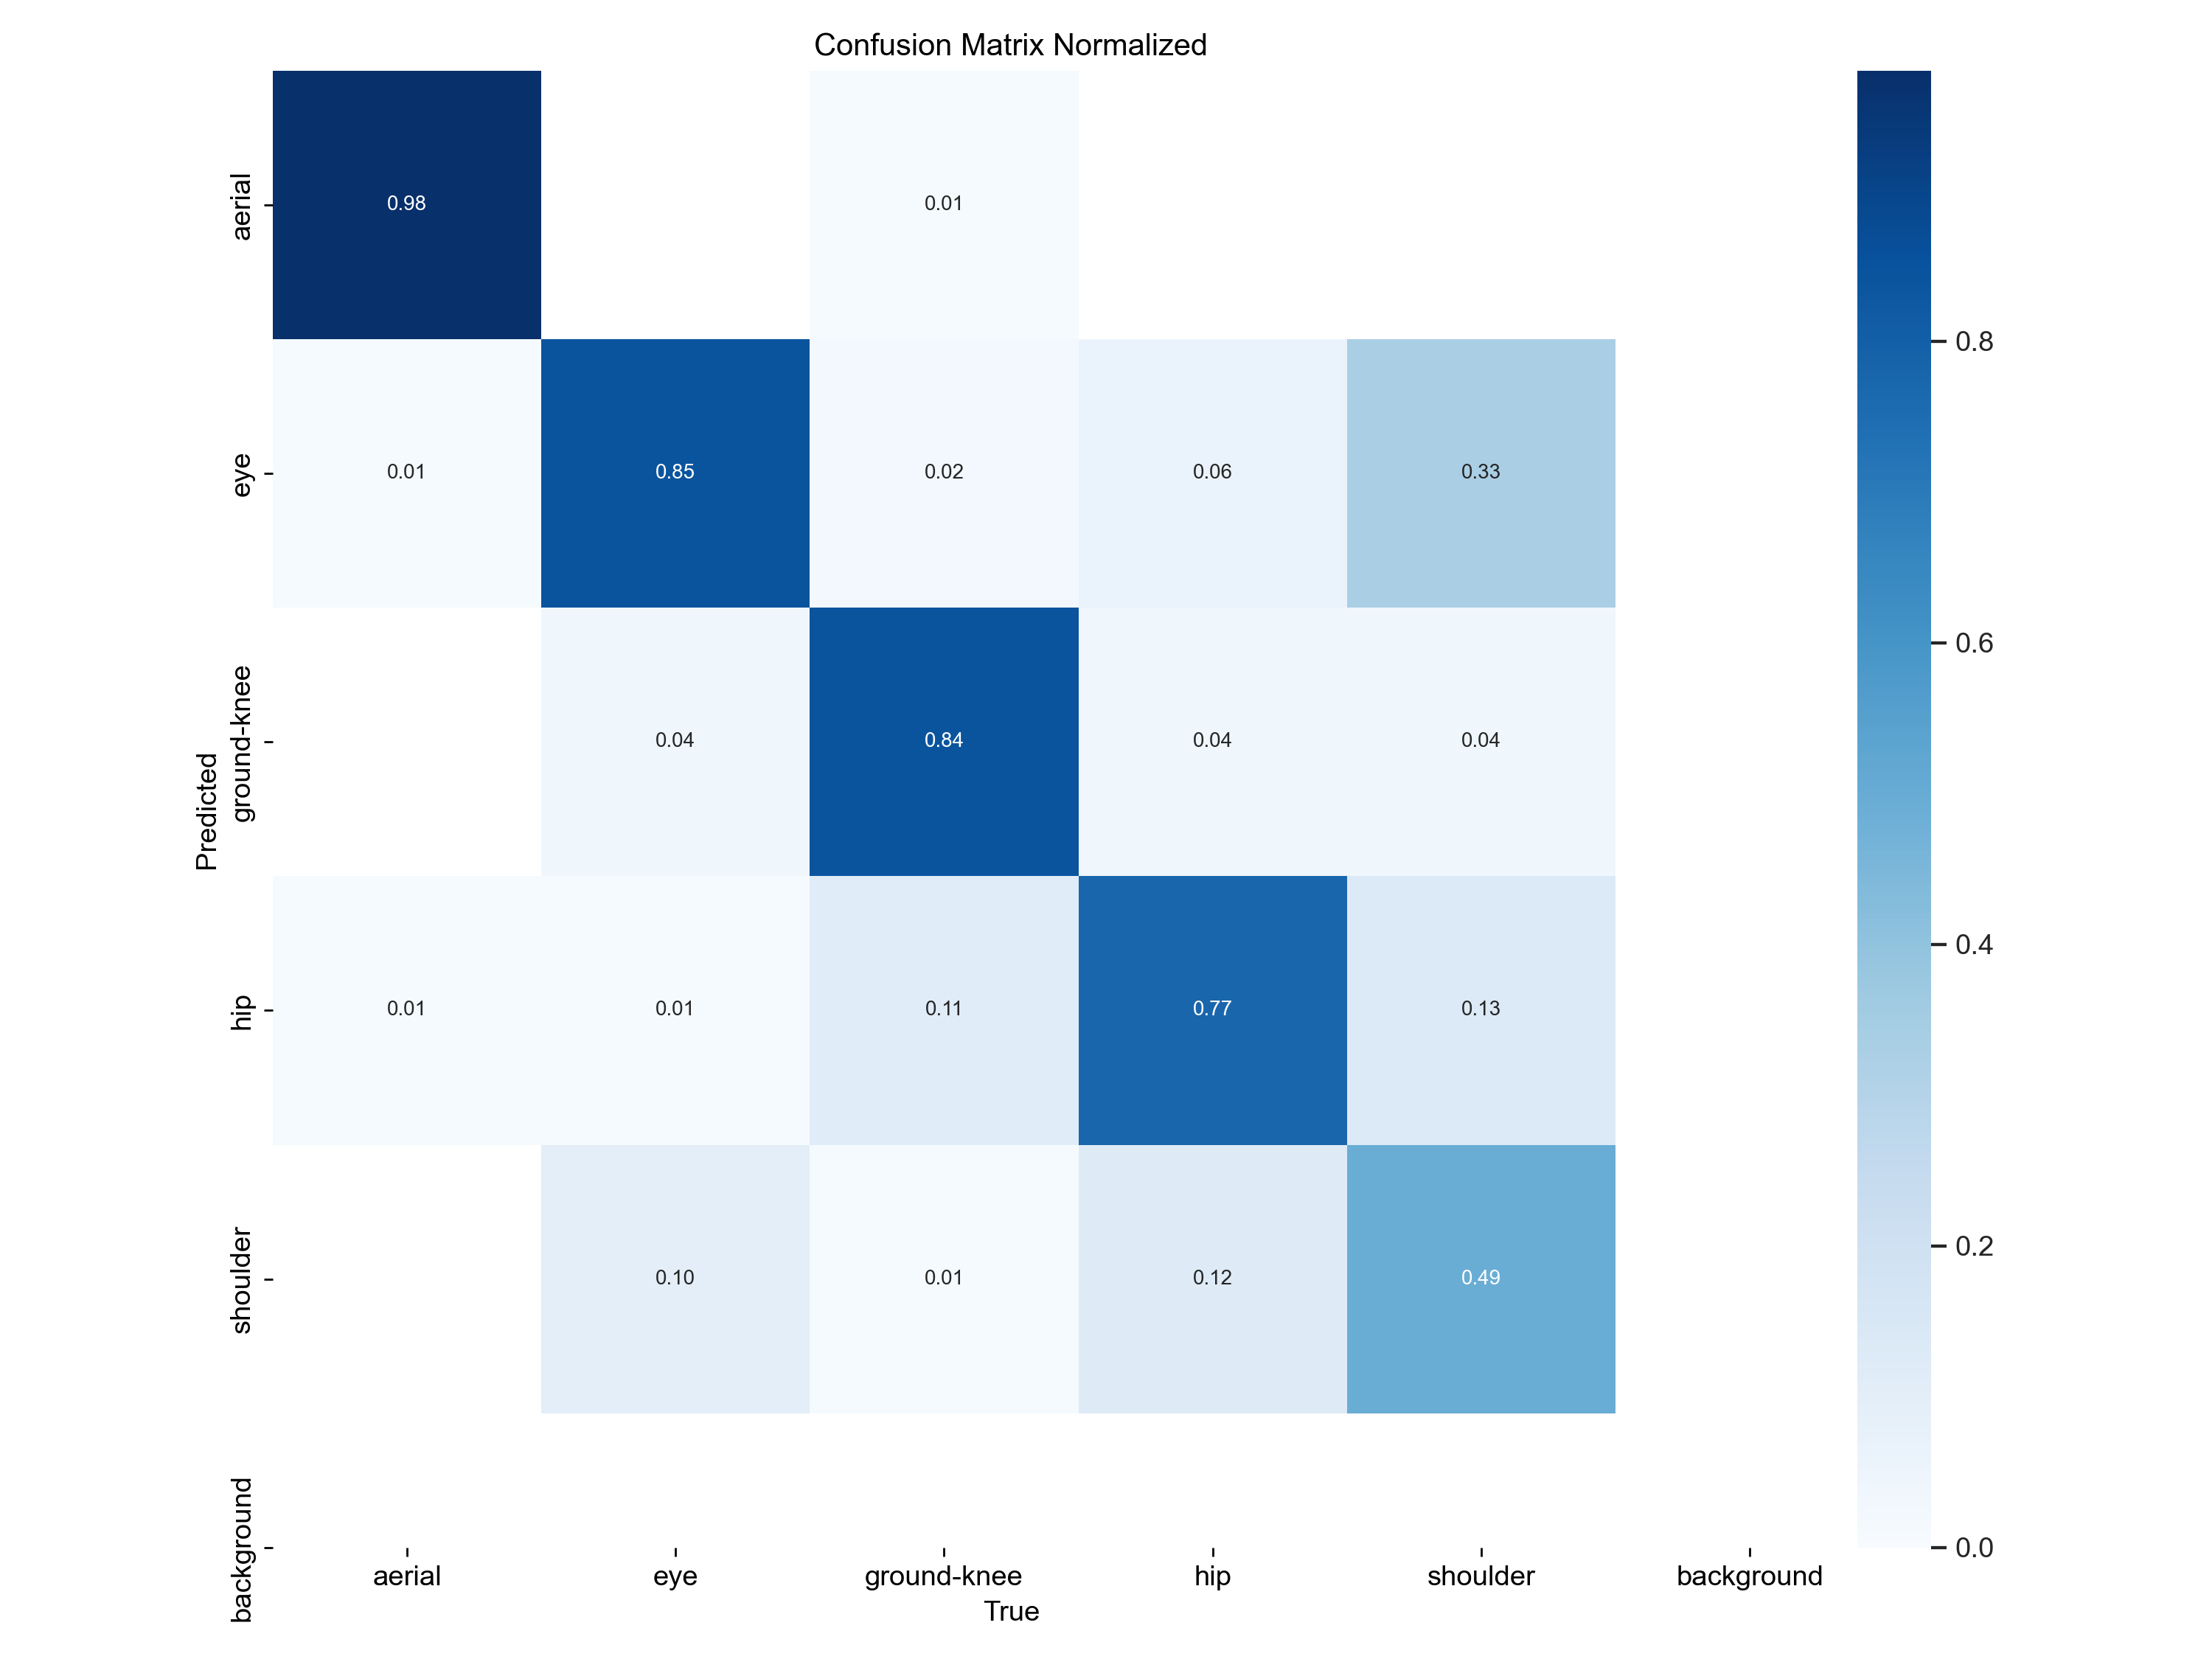 Confusion Matrix Normalized
aerial
0.98
0.01
0.8
eye
0.01
0.85
0.02
0.06
0.33
0.6
Predicted
ground-knee
0.04
0.84
0.04
0.04
0.4
hip
0.01
0.01
0.11
0.77
0.13
0.2
shoulder
0.10
0.01
0.12
0.49
background
0.0
aerial
eye
ground-knee
hip
shoulder
background
True